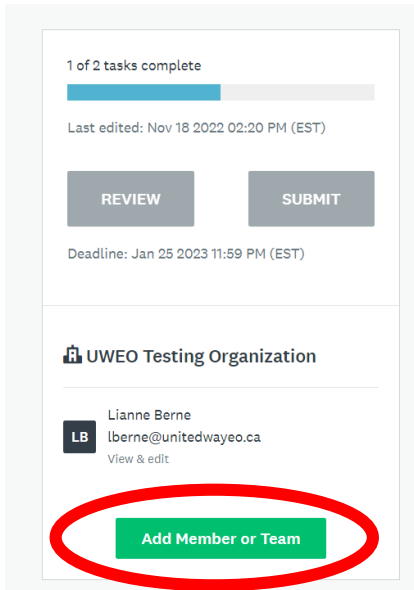 1 of 2 tasks complete
Last edited: Nov 18 2022 02:20 PM (EST)
REVIEW SUBMIT
Deadline: Jan 25 2023 11:59 PM (EST)
UWEO Testing Organization
Lianne Berne
LB lberne@unitedwayeo.ca
View & edit
Add Member or Team